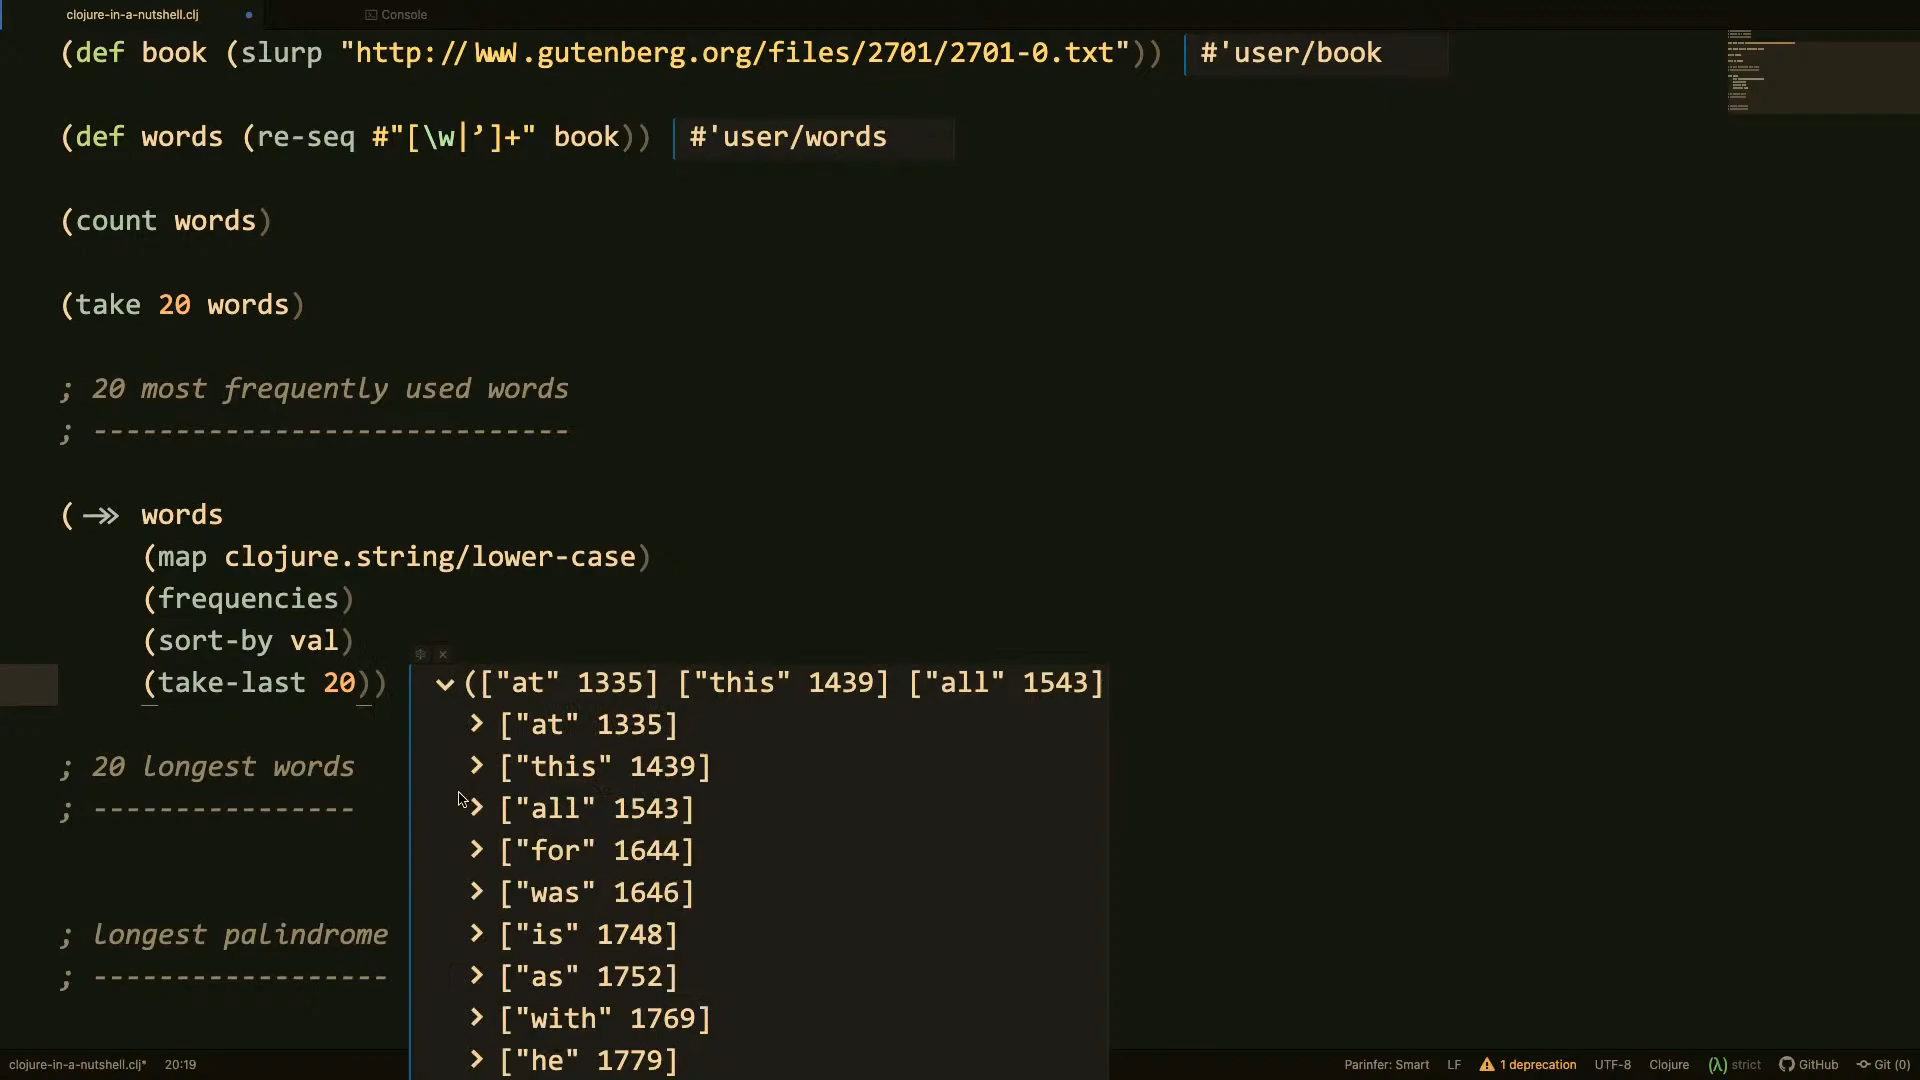 clojure-in-a-nutshell.clj
Console
(def book (slurp "http://www.gutenberg.org/files/2701/2701-0.txt")) #'user/book
(def words (re-seq #"[\w|’]+" book)) #'user/words
(count words)
(take 20 words)
; 20 most frequently used words
; -----------------------------
(->> words
(map clojure.string/lower-case)
(frequencies)
(sort-by val)
(take-last 20)) (["at" 1335] ["this" 1439] ["all" 1543]
["at" 1335]
["this" 1439]
["all" 1543]
["for" 1644]
["was" 1646]
["is" 1748]
["as" 1752]
["with" 1769]
["he" 1779]
; 20 longest words
; ----------------
; longest palindrome
; ------------------
clojure-in-a-nutshell.clj* 20:19 Parinfer: Smart LF 1 deprecation UTF-8 Clojure (λ) strict GitHub Git (0)